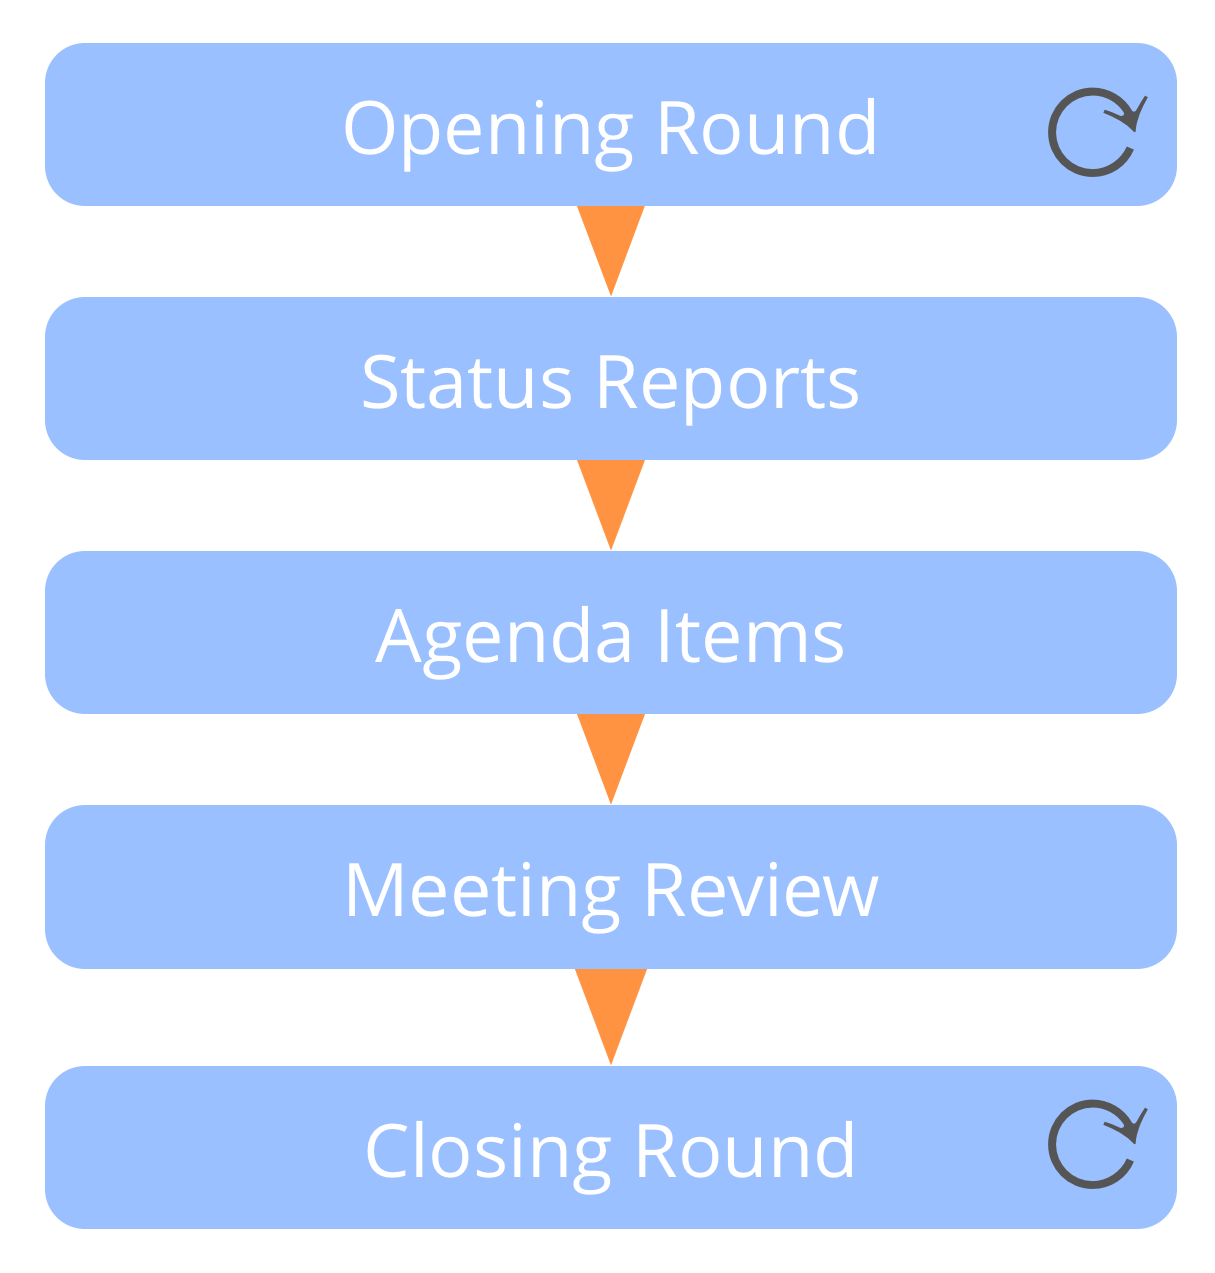 Opening Round
Status Reports
Agenda Items
Meeting Review
Closing Round